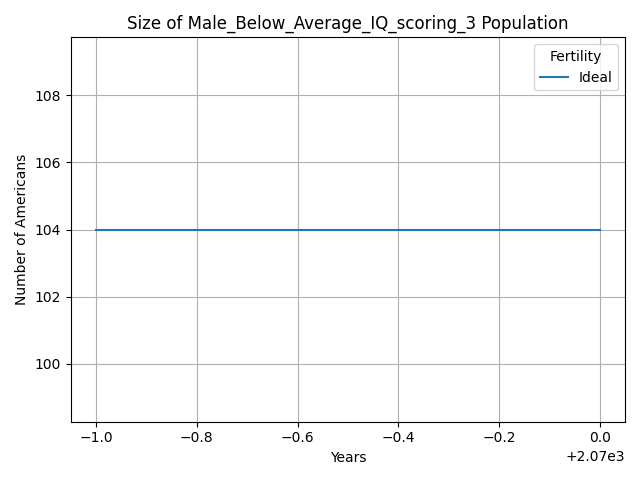 Size of Male_Below_Average_IQ_scoring_3 Population
Fertility
Ideal
Number of Americans
108
106
104
102
100
−1.0 −0.8 −0.6 −0.4 −0.2 0.0
Years
+2.07e3